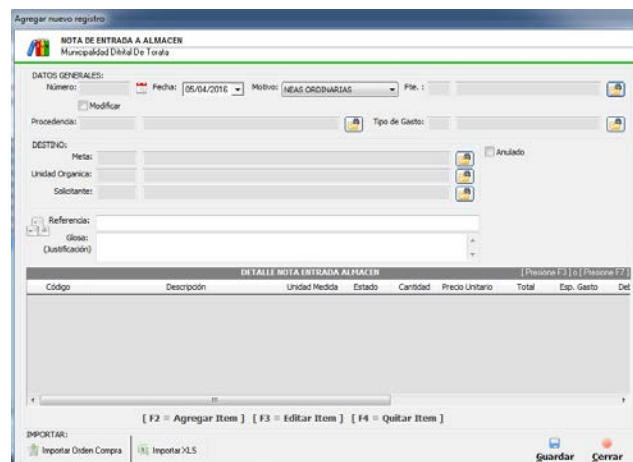 Agregar nuevo registro
NOTA DE ENTRADA A ALMACEN
Municipalidad Ditital De Torata
DATOS GENERALES:
Número: Fecha: 05/04/2016 Motivo: NEAS ORDINARIAS Fte. :
Modificar
Procedencia: Tipo de Gasto:
DESTINO:
Meta: Anulado
Unidad Organica:
Solicitante:
Referencia:
Glosa:
(Justificación)
DETALLE NOTA ENTRADA ALMACEN [ Presione F3 ] o [ Presione F7 ]
Código Descripción Unidad Medida Estado Cantidad Precio Unitario Total Esp. Gasto Det
[ F2 = Agregar Item ] [ F3 = Editar Item ] [ F4 = Quitar Item ]
IMPORTAR:
Importar Orden Compra Importar XLS Guardar Cerrar